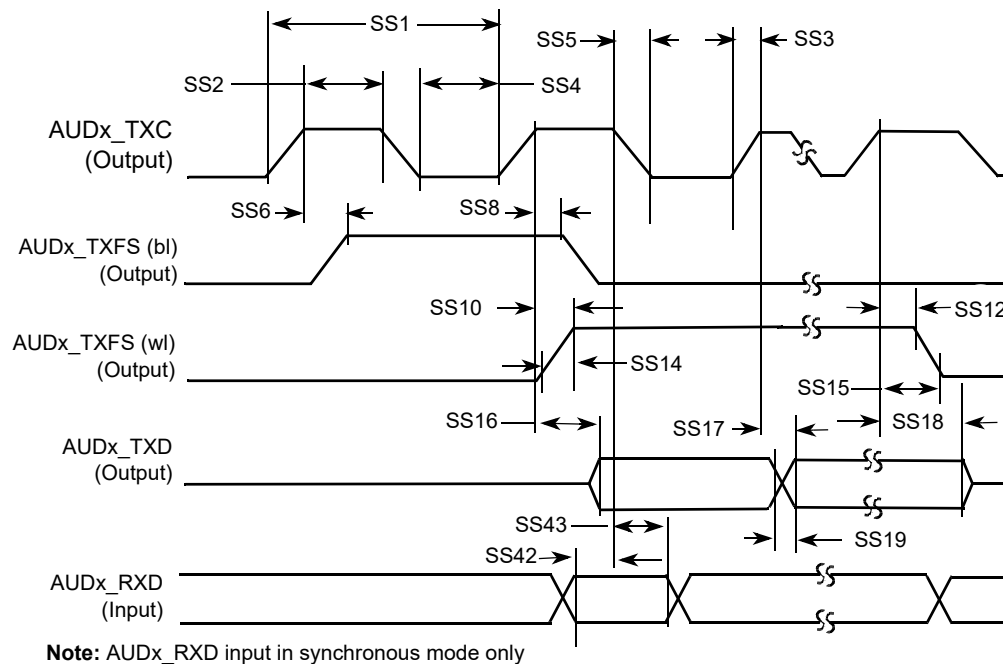 SS1
SS5
SS3
SS2
SS4
AUDx_TXC
(Output)
SS6
SS8
AUDx_TXFS (bl)
(Output)
SS10
SS12
AUDx_TXFS (wl)
(Output)
SS14
SS15
SS16
SS17
SS18
AUDx_TXD
(Output)
SS43
SS42
SS19
AUDx_RXD
(Input)
Note: AUDx_RXD input in synchronous mode only